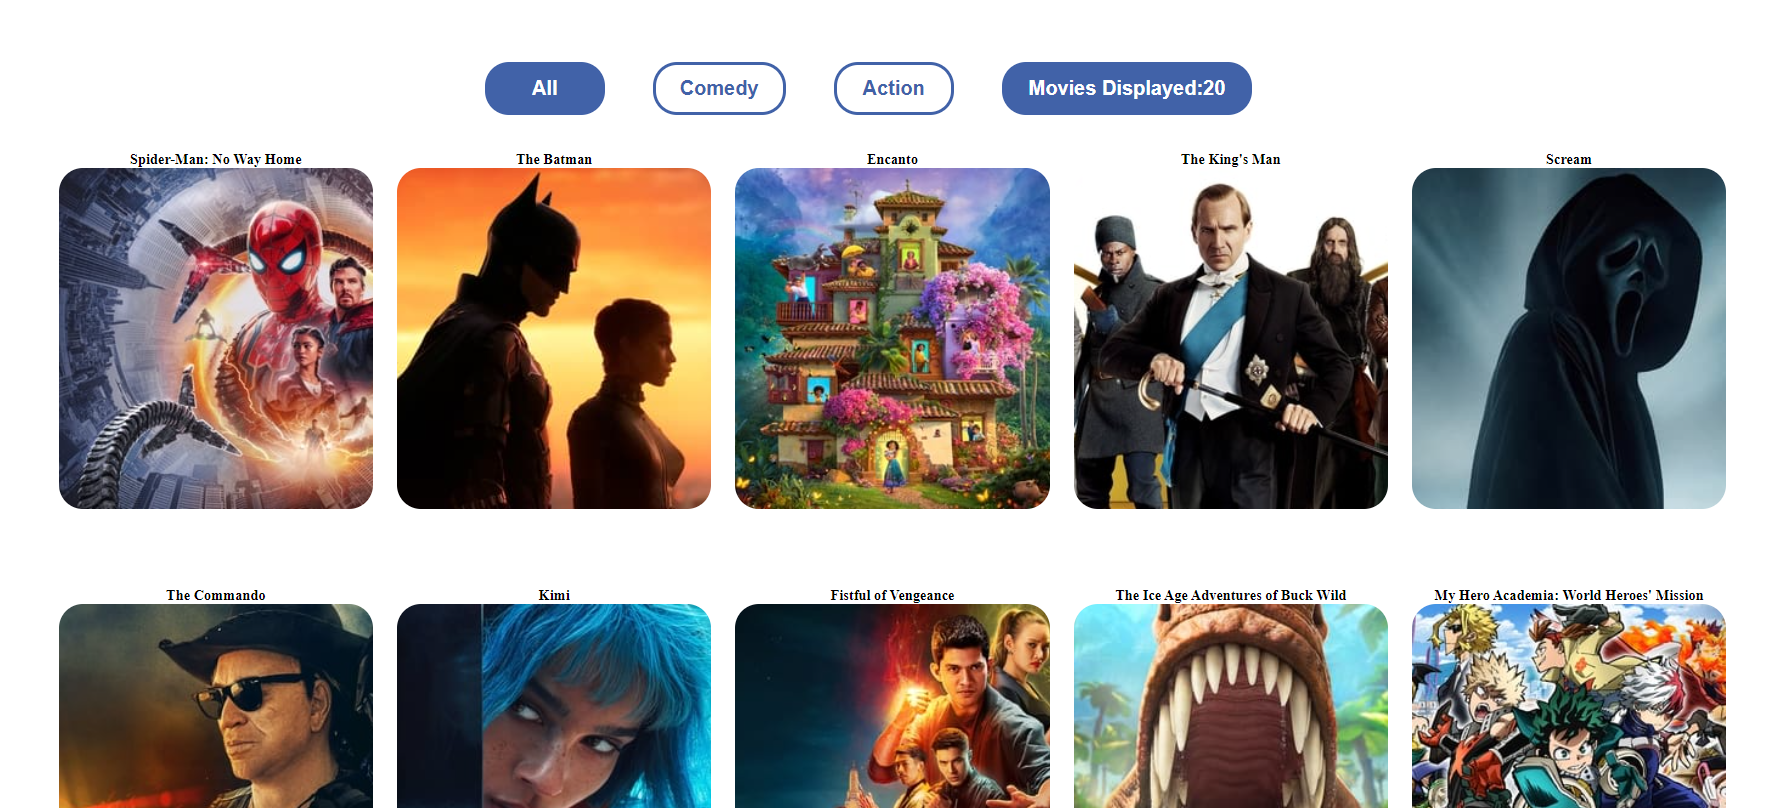 All
Comedy
Action
Movies Displayed:20
Spider-Man: No Way Home
The Batman
Encanto
The King's Man
Scream
The Commando
Kimi
Fistful of Vengeance
The Ice Age Adventures of Buck Wild
My Hero Academia: World Heroes' Mission